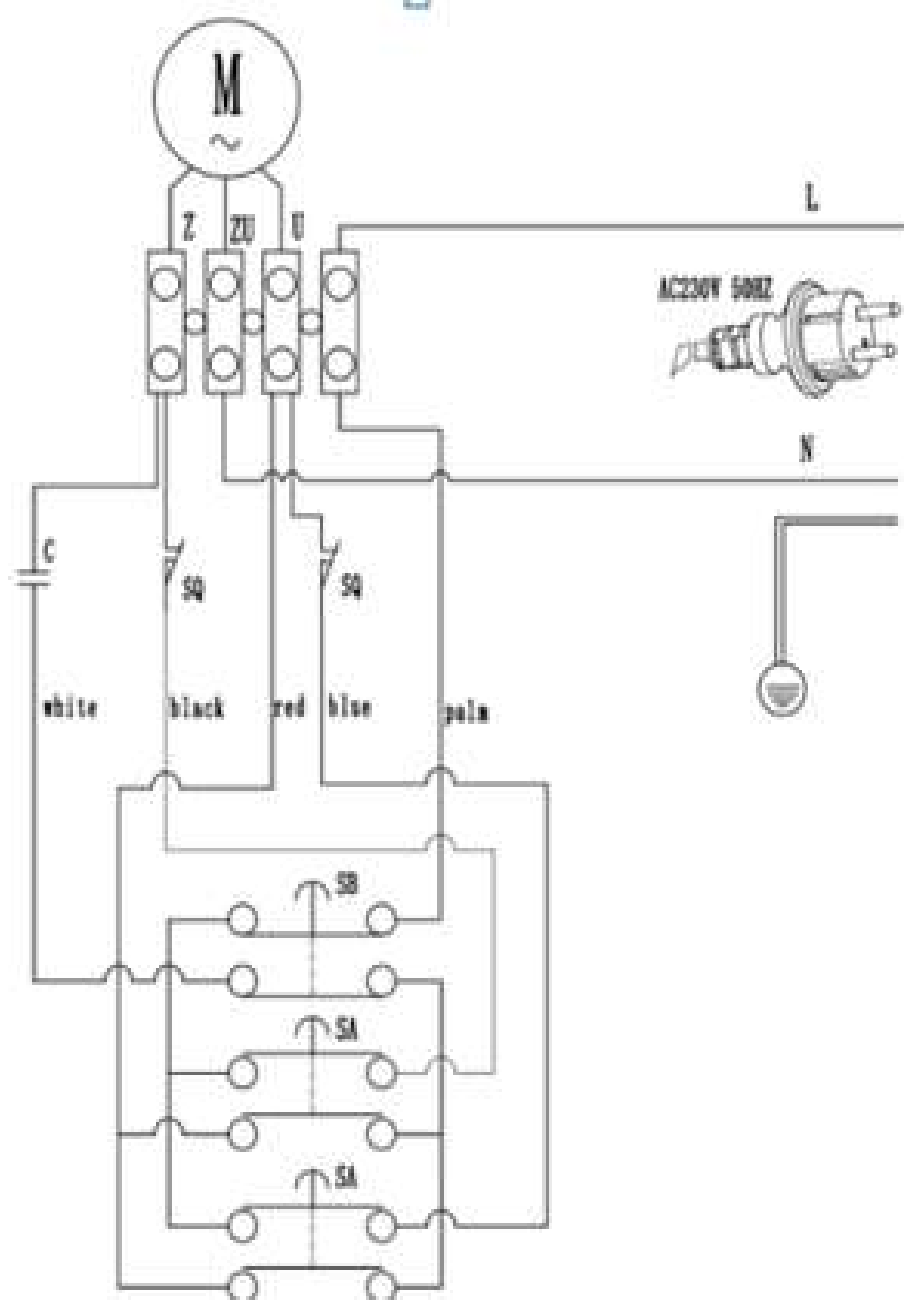 M
~
Z
ZU
U
L
AC230V 50HZ
N
C
SQ
SQ
white
black
red
blue
palm
SB
SA
SA